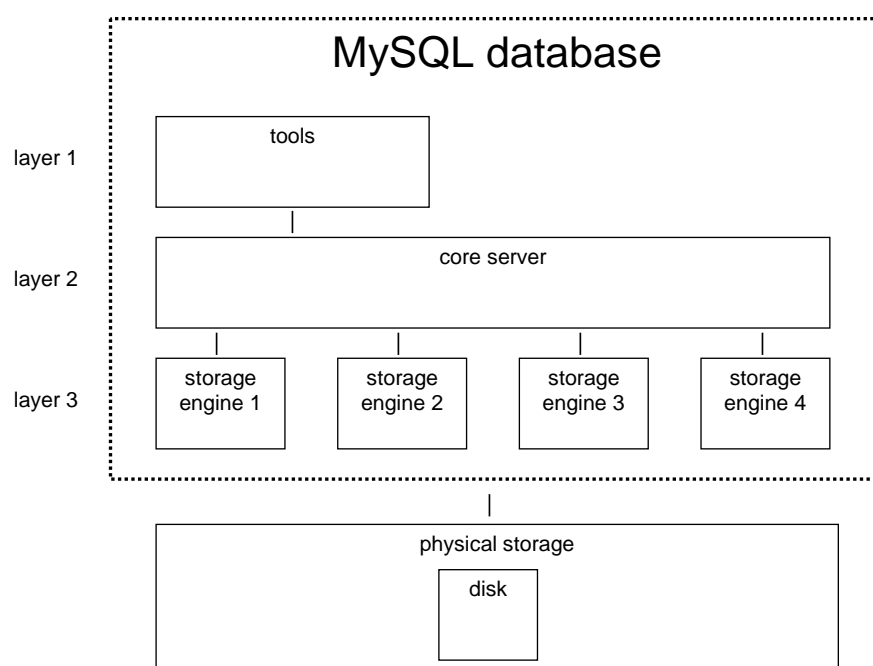 MySQL database
layer 1
tools
layer 2
core server
layer 3
storage
engine 1
storage
engine 2
storage
engine 3
storage
engine 4
physical storage
disk